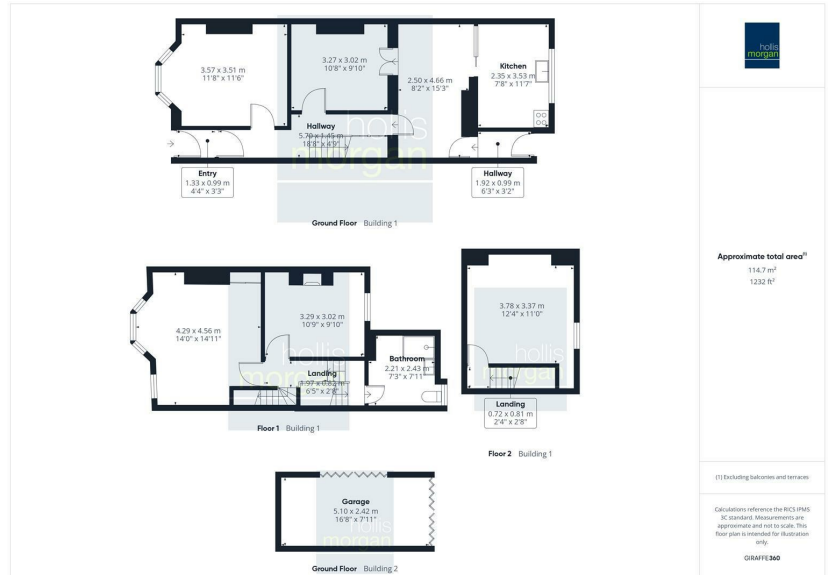 3.57 x 3.51 m
11'8" x 11'6"
3.27 x 3.02 m
10'8" x 9'10"
2.50 x 4.66 m
8'2" x 15'3"
Kitchen
2.35 x 3.53 m
7'8" x 11'7"
Hallway
5.70 x 1.45 m
18'8" x 4'9"
hollis
morgan
Entry
1.33 x 0.99 m
4'4" x 3'3"
Hallway
1.92 x 0.99 m
6'3" x 3'2"
Ground Floor Building 1
4.29 x 4.56 m
14'0" x 14'11"
3.29 x 3.02 m
10'9" x 9'10"
Landing
1.97 x 0.82 m
6'5" x 2'8"
Bathroom
2.21 x 2.43 m
7'3" x 7'11"
hollis
morgan
Floor 1 Building 1
3.78 x 3.37 m
12'4" x 11'0"
hollis
morgan
Landing
0.72 x 0.81 m
2'4" x 2'8"
Floor 2 Building 1
Garage
5.10 x 2.42 m
16'8" x 7'11"
hollis
morgan
Ground Floor Building 2
hollis
morgan
Approximate total area(1)
114.7 m²
1232 ft²
(1) Excluding balconies and terraces
Calculations reference the RICS IPMS
3C standard. Measurements are
approximate and not to scale. This
floor plan is intended for illustration
only.
GIRAFFE360